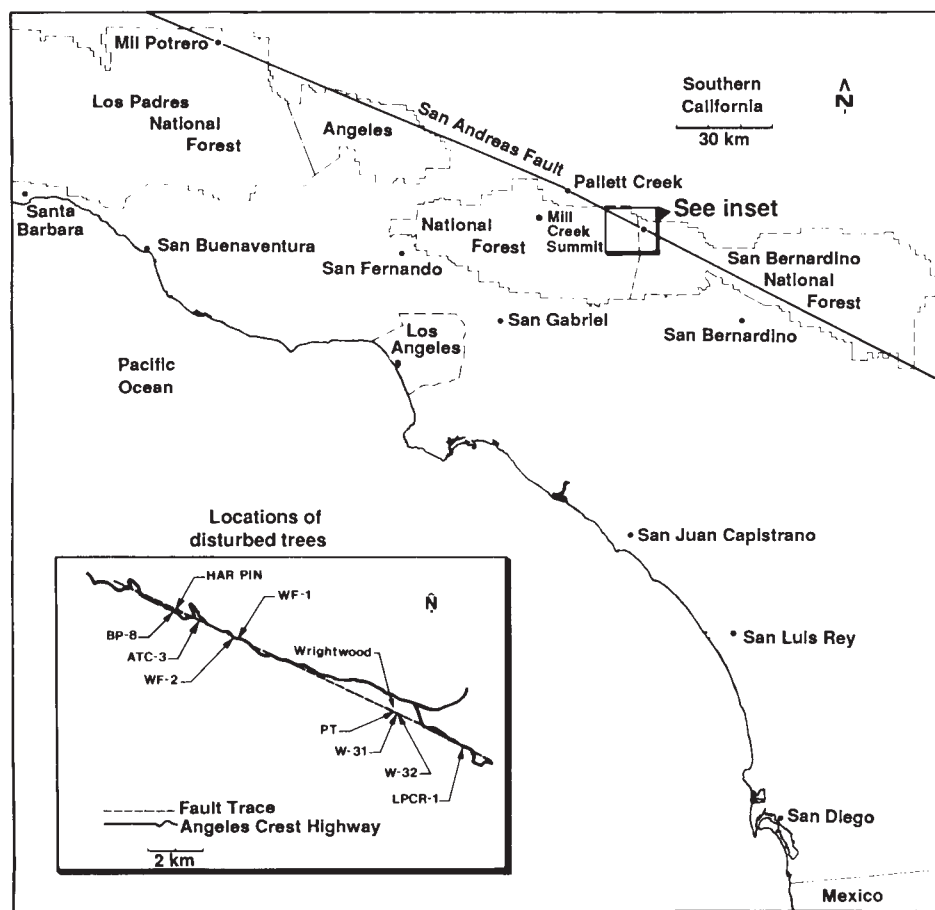 Mil Potrero
Los Padres
National
Forest
Angeles
San Andreas Fault
Southern
California
30 km
N
Pallett Creek
See inset
Mill
Creek
Summit
National
Forest
Santa
Barbara
San Buenaventura
San Fernando
San Bernardino
National
Forest
San Gabriel
San Bernardino
Los
Angeles
Pacific
Ocean
San Juan Capistrano
San Luis Rey
San Diego
Mexico
Locations of
disturbed trees
HAR PIN
WF-1
N
BP-8
ATC-3
WF-2
Wrightwood
PT
W-31
W-32
LPCR-1
Fault Trace
Angeles Crest Highway
2 km